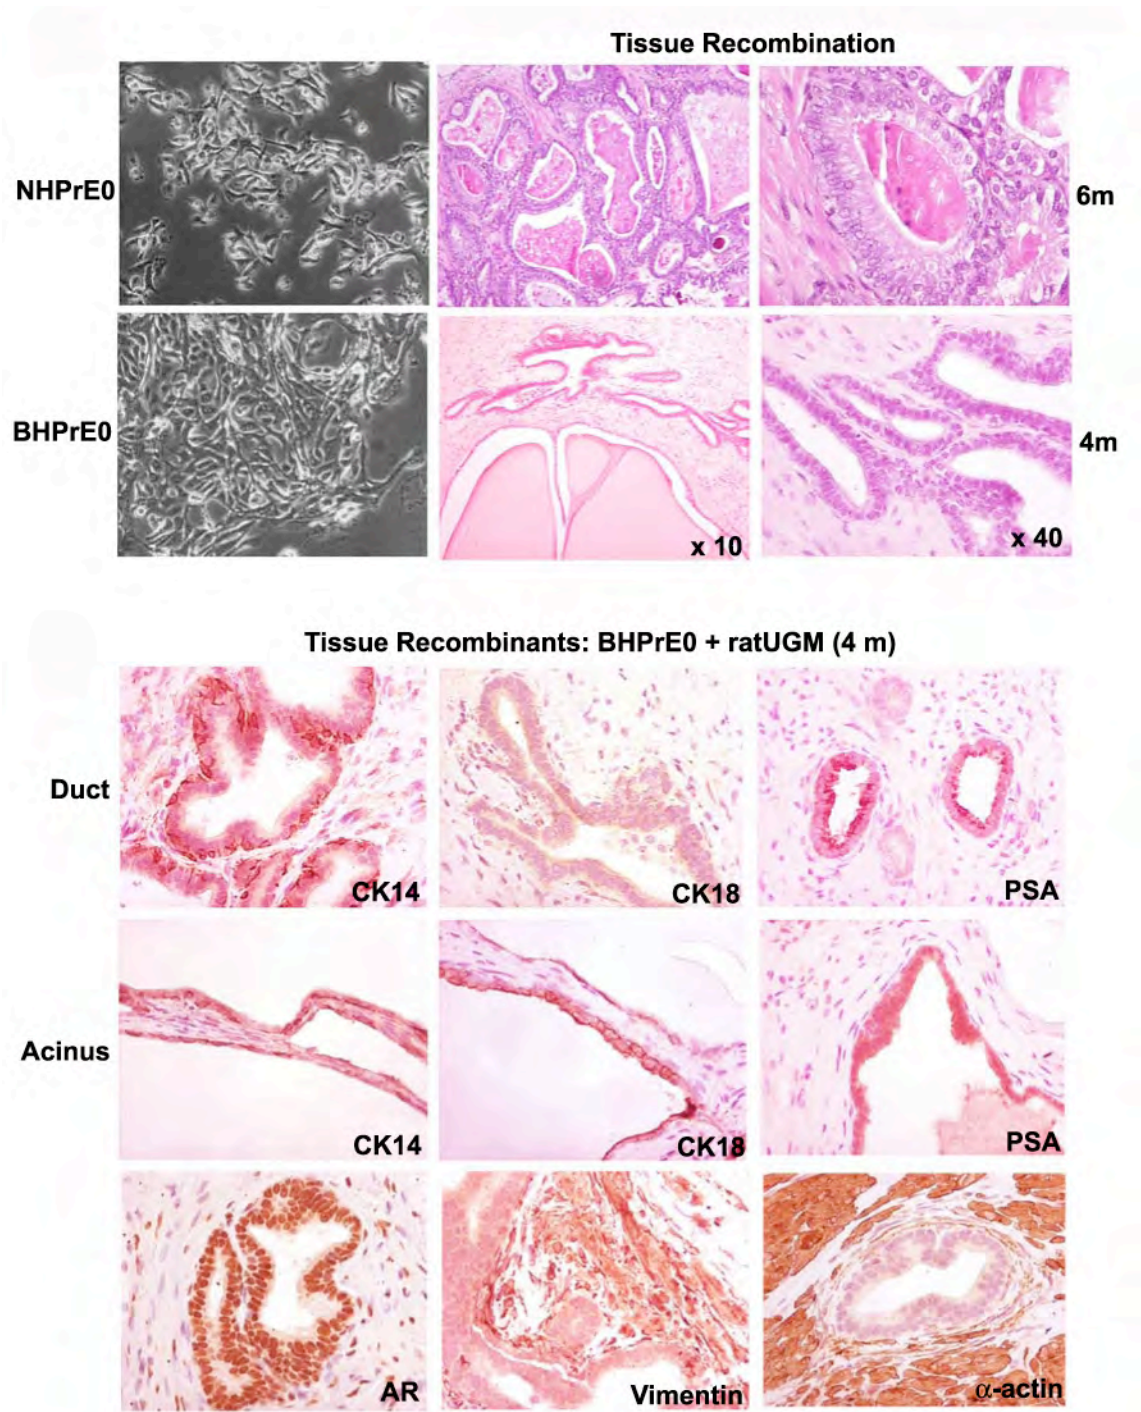 Tissue Recombination
NHPrE0
6m
BHPrE0
4m
x 10
x 40
Tissue Recombinants: BHPrE0 + ratUGM (4 m)
Duct
CK14
CK18
PSA
Acinus
CK14
CK18
PSA
AR
Vimentin
α-actin